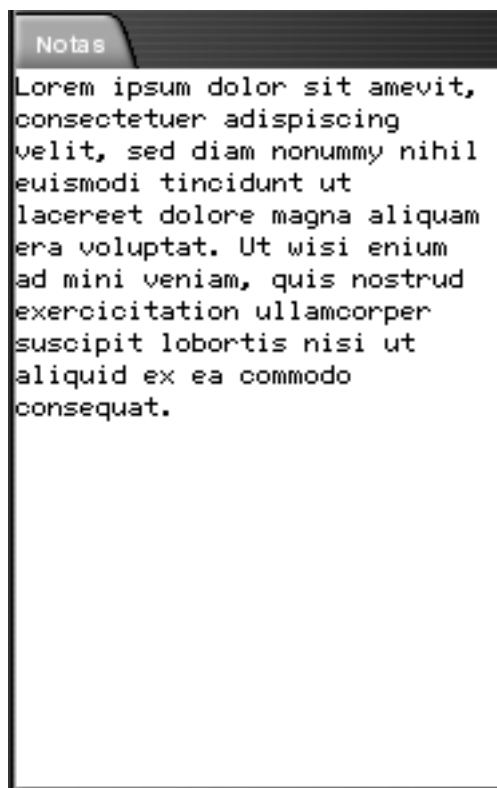 Notas
Lorem ipsum dolor sit amevit,
consectetuer adispiscing
velit, sed diam nonummy nihil
euismodi tincidunt ut
lacereet dolore magna aliquam
era voluptat. Ut wisi enium
ad mini veniam, quis nostrud
exercicitation ullamcorper
suscipit lobortis nisi ut
aliquid ex ea commodo
consequat.